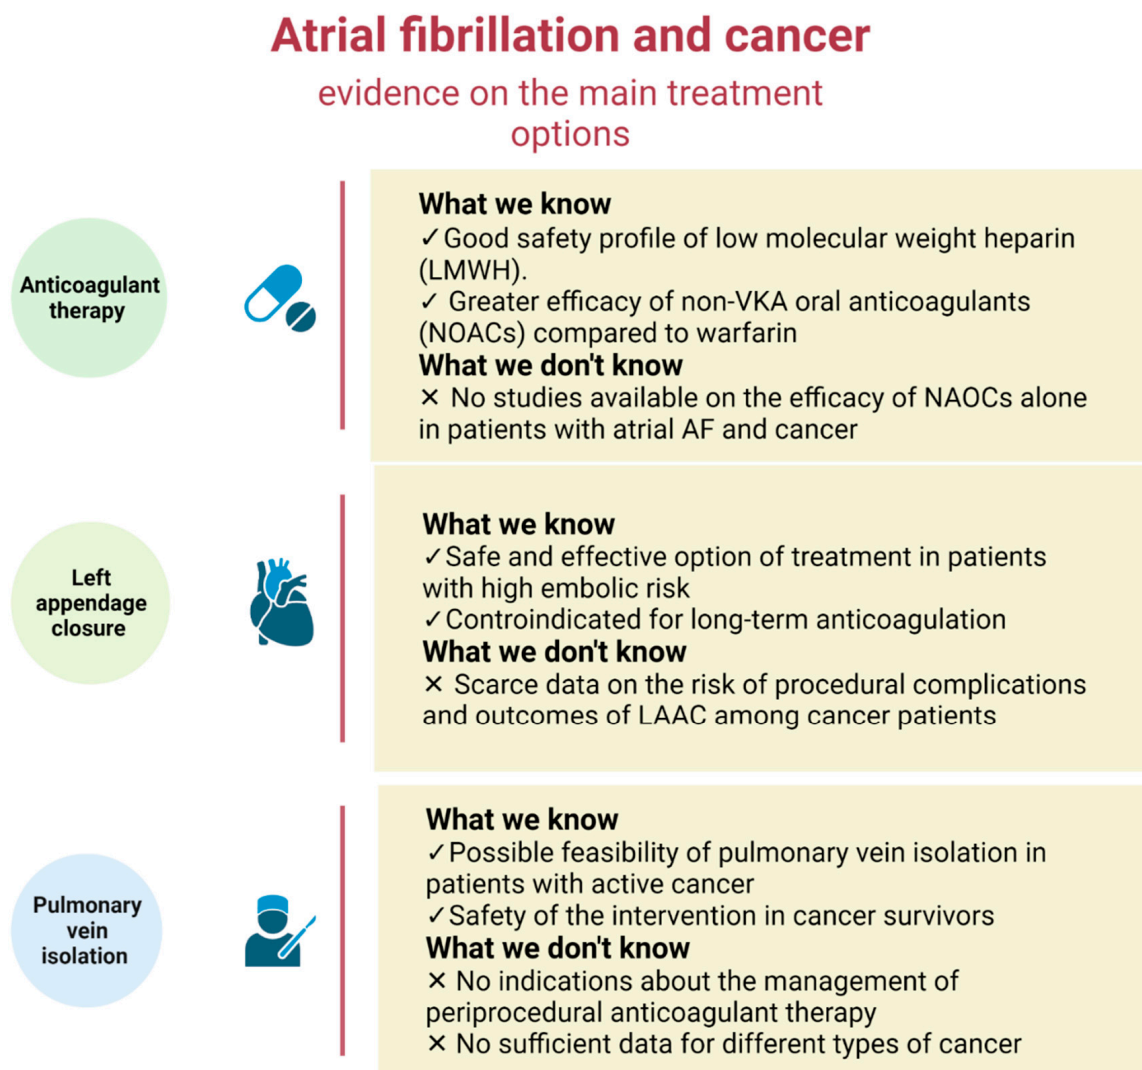 Atrial fibrillation and cancer
evidence on the main treatment
options
Anticoagulant
therapy
What we know
✓Good safety profile of low molecular weight heparin
(LMWH).
✓ Greater efficacy of non-VKA oral anticoagulants
(NOACs) compared to warfarin
What we don't know
✕ No studies available on the efficacy of NAOCs alone
in patients with atrial AF and cancer
Left
appendage
closure
What we know
✓Safe and effective option of treatment in patients
with high embolic risk
✓Controindicated for long-term anticoagulation
What we don't know
✕ Scarce data on the risk of procedural complications
and outcomes of LAAC among cancer patients
Pulmonary
vein
isolation
What we know
✓Possible feasibility of pulmonary vein isolation in
patients with active cancer
✓Safety of the intervention in cancer survivors
What we don't know
✕ No indications about the management of
periprocedural anticoagulant therapy
✕ No sufficient data for different types of cancer